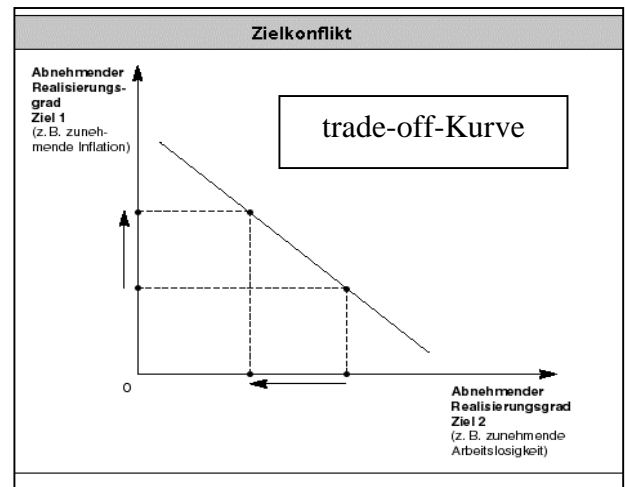 Zielkonflikt
Abnehmender
Realisierungs-
grad
Ziel 1
(z. B. zuneh-
mende Inflation)
trade-off-Kurve
0
Abnehmender
Realisierungsgrad
Ziel 2
(z. B. zunehmende
Arbeitslosigkeit)